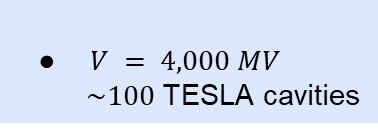 ● V = 4,000 MV
~100 TESLA cavities